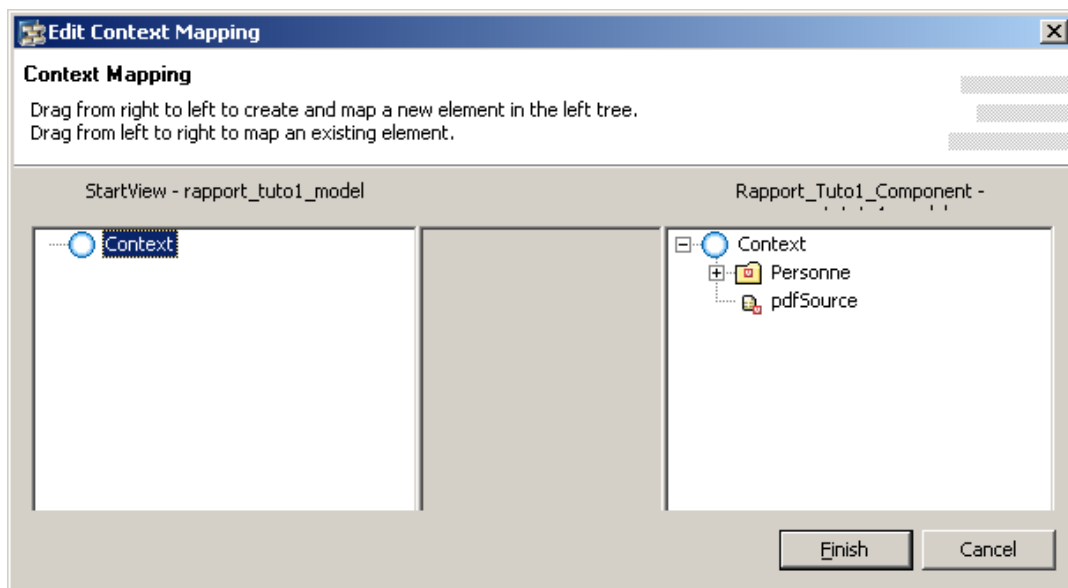 Edit Context Mapping
Context Mapping
Drag from right to left to create and map a new element in the left tree.
Drag from left to right to map an existing element.
StartView - rapport_tuto1_model
Rapport_Tuto1_Component -
Context
Context
Personne
pdfSource
Finish
Cancel